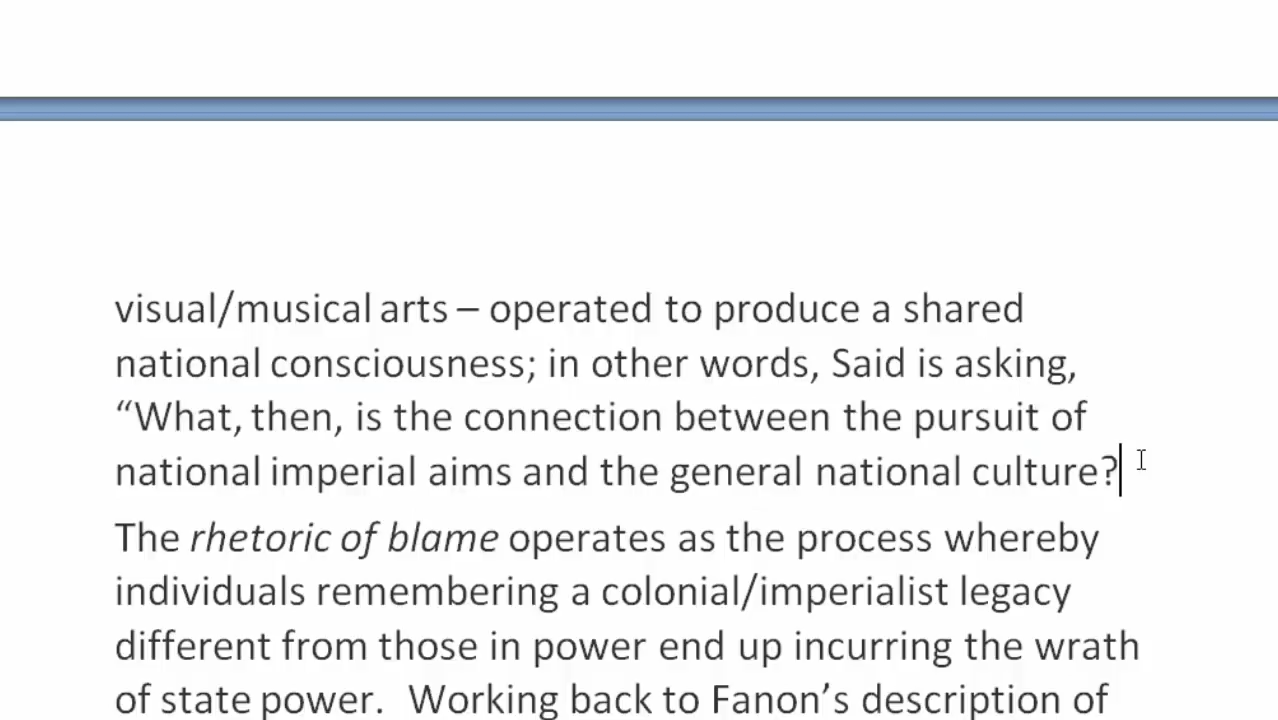 visual/musical arts – operated to produce a shared
national consciousness; in other words, Said is asking,
“What, then, is the connection between the pursuit of
national imperial aims and the general national culture?
The rhetoric of blame operates as the process whereby
individuals remembering a colonial/imperialist legacy
different from those in power end up incurring the wrath
of state power.  Working back to Fanon’s description of